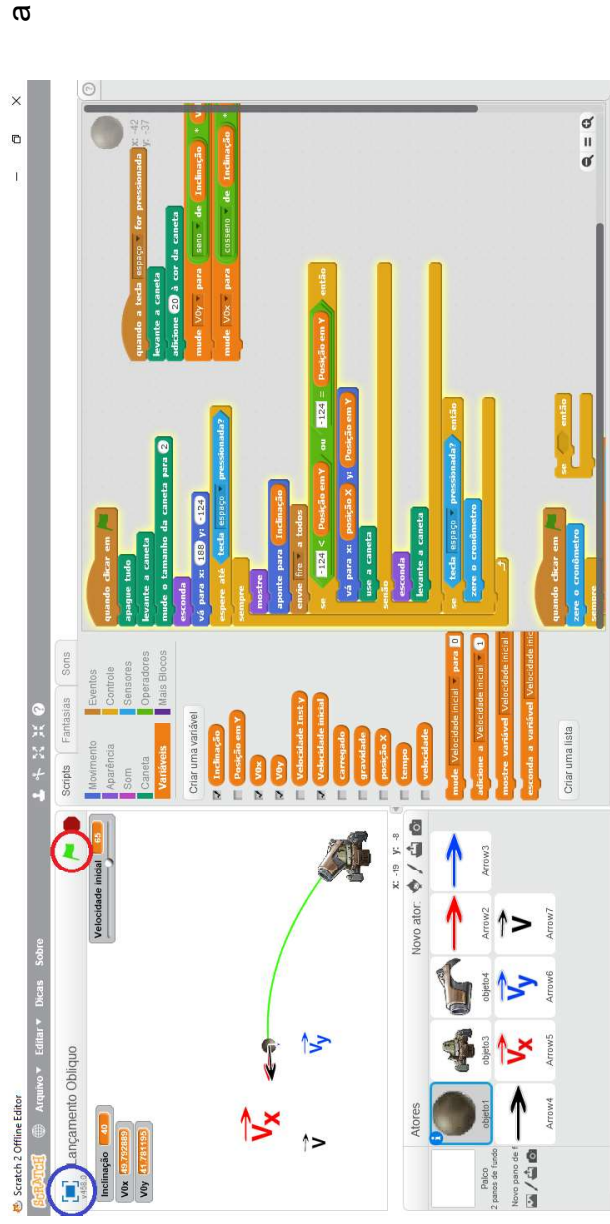 a
Scratch 2 Offline Editor
SCRATCH Arquivo Editar Dicas Sobre
Lançamento Obliquo
v458.0
Inclinação 40
V0x 49.792889
V0y 41.781195
Velocidade inicial 65
Vx
Vy
V
x: -19 y: -8
Atores
Novo ator:
Palco
2 panos de fundo
Novo pano de f
objeto1
objeto3
objeto4
Arrow2
Arrow3
Arrow4
Vx
Arrow5
Vy
Arrow6
V
Arrow7
Scripts Fantasias Sons
Movimento Eventos
Aparência Controle
Som Sensores
Caneta Operadores
Variáveis Mais Blocos
Criar uma variável
Inclinação
Posição em Y
V0x
V0y
Velocidade Inst y
Velocidade inicial
carregado
gravidade
posição X
tempo
velocidade
mude Velocidade inicial para 0
adicione a Velocidade inicial 1
mostre variável Velocidade inicial
esconda a variável Velocidade inic
Criar uma lista
quando clicar em
apague tudo
levante a caneta
mude o tamanho da caneta para 2
esconda
vá para x: 188 y: -124
espere até tecla espaço pressionada?
sempre
mostre
aponte para Inclinação
envie fire a todos
se -124 < Posição em Y ou -124 = Posição em Y então
vá para x: posição X y: Posição em Y
use a caneta
senão
esconda
levante a caneta
se tecla espaço pressionada? então
zere o cronômetro
quando clicar em
zere o cronômetro
sempre
se então
quando a tecla espaço for pressionada
levante a caneta
adicione 20 à cor da caneta
mude V0y para seno de Inclinação * V
mude V0x para cosseno de Inclinação *
x: -42
y: -37